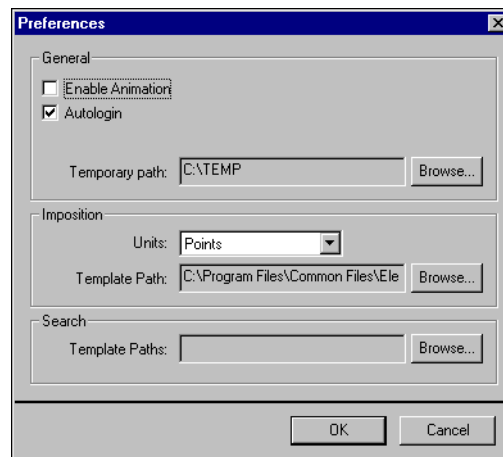 Preferences
General
Enable Animation
Autologin
Temporary path: C:\TEMP Browse...
Imposition
Units: Points
Template Path: C:\Program Files\Common Files\Ele Browse...
Search
Template Paths: Browse...
OK Cancel